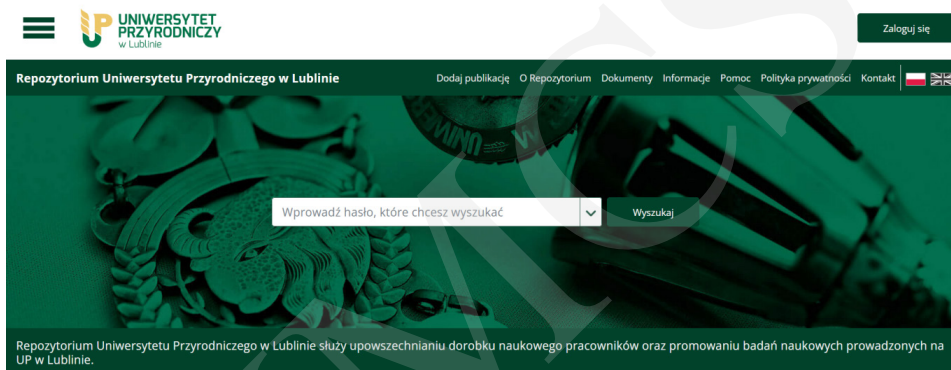 UNIWERSYTET
PRZYRODNICZY
w Lublinie
Zaloguj się
Repozytorium Uniwersytetu Przyrodniczego w Lublinie
Dodaj publikację O Repozytorium Dokumenty Informacje Pomoc Polityka prywatności Kontakt
Wprowadź hasło, które chcesz wyszukać
Wyszukaj
Repozytorium Uniwersytetu Przyrodniczego w Lublinie służy upowszechnianiu dorobku naukowego pracowników oraz promowaniu badań naukowych prowadzonych na
UP w Lublinie.